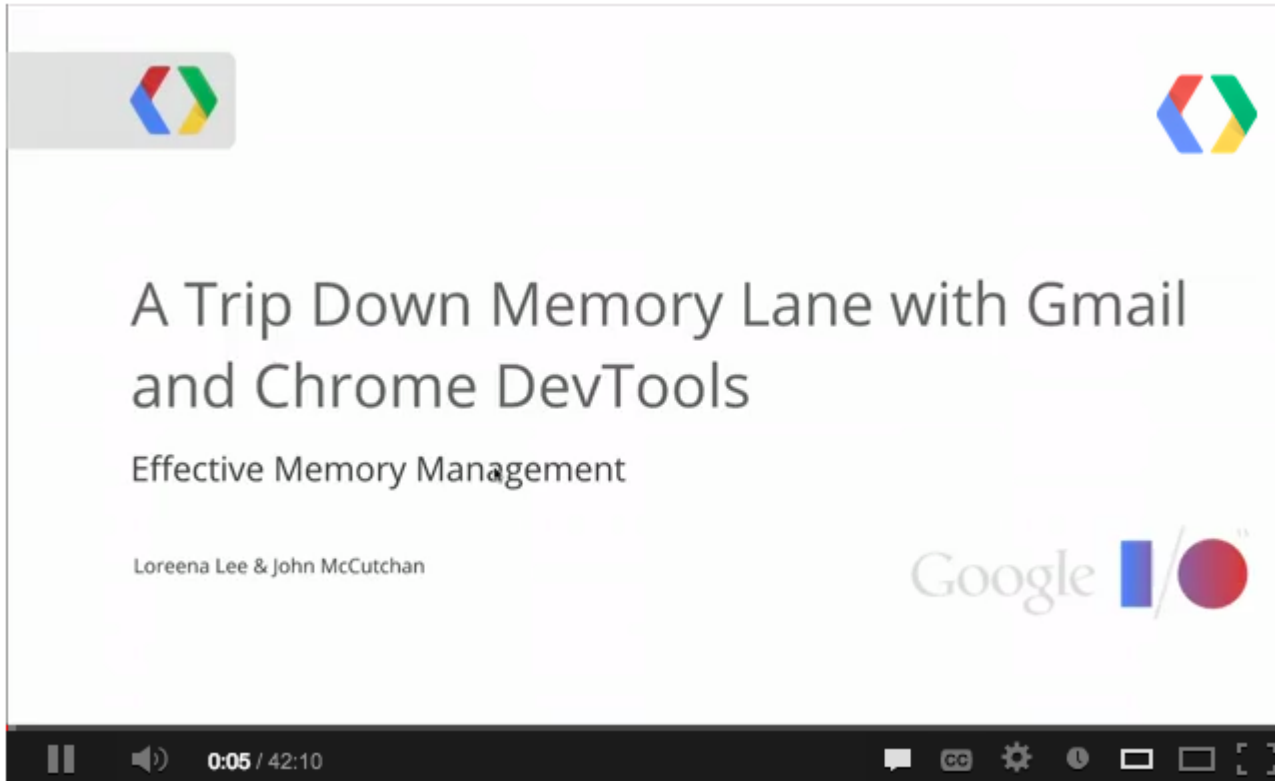 A Trip Down Memory Lane with Gmail
and Chrome DevTools
Effective Memory Management
Loreena Lee & John McCutchan
Google I/O
0:05 / 42:10
CC